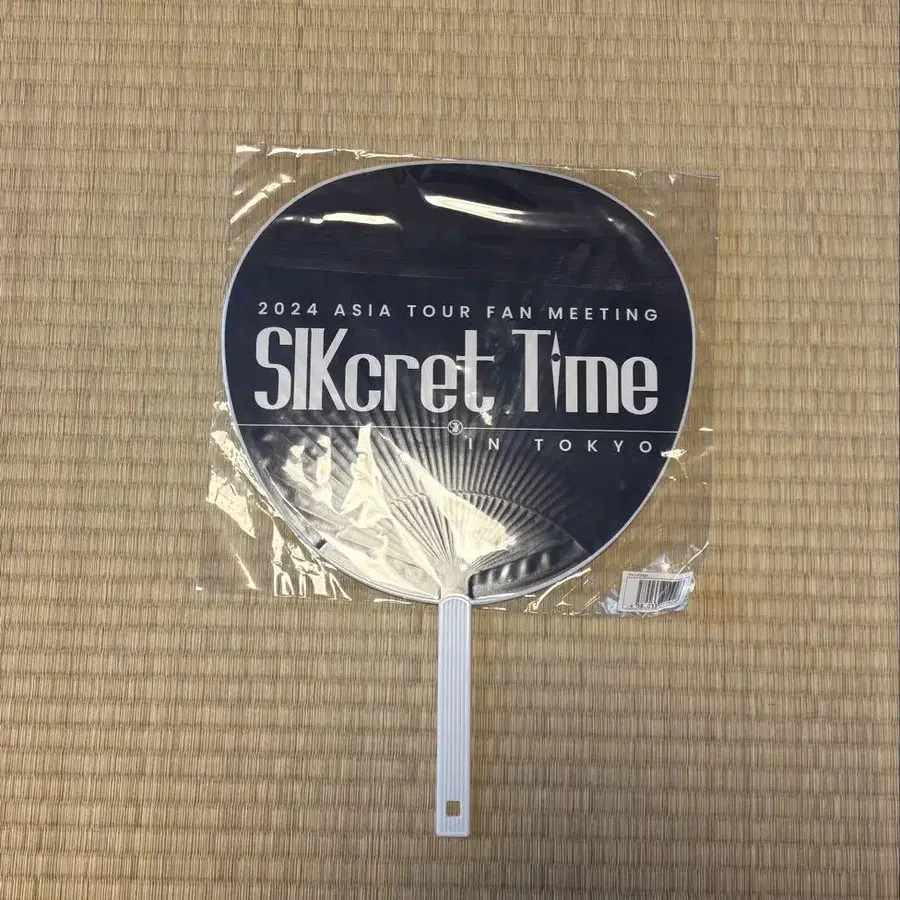 2024 ASIA TOUR FAN MEETING
SIKcret Time
IN TOKYO